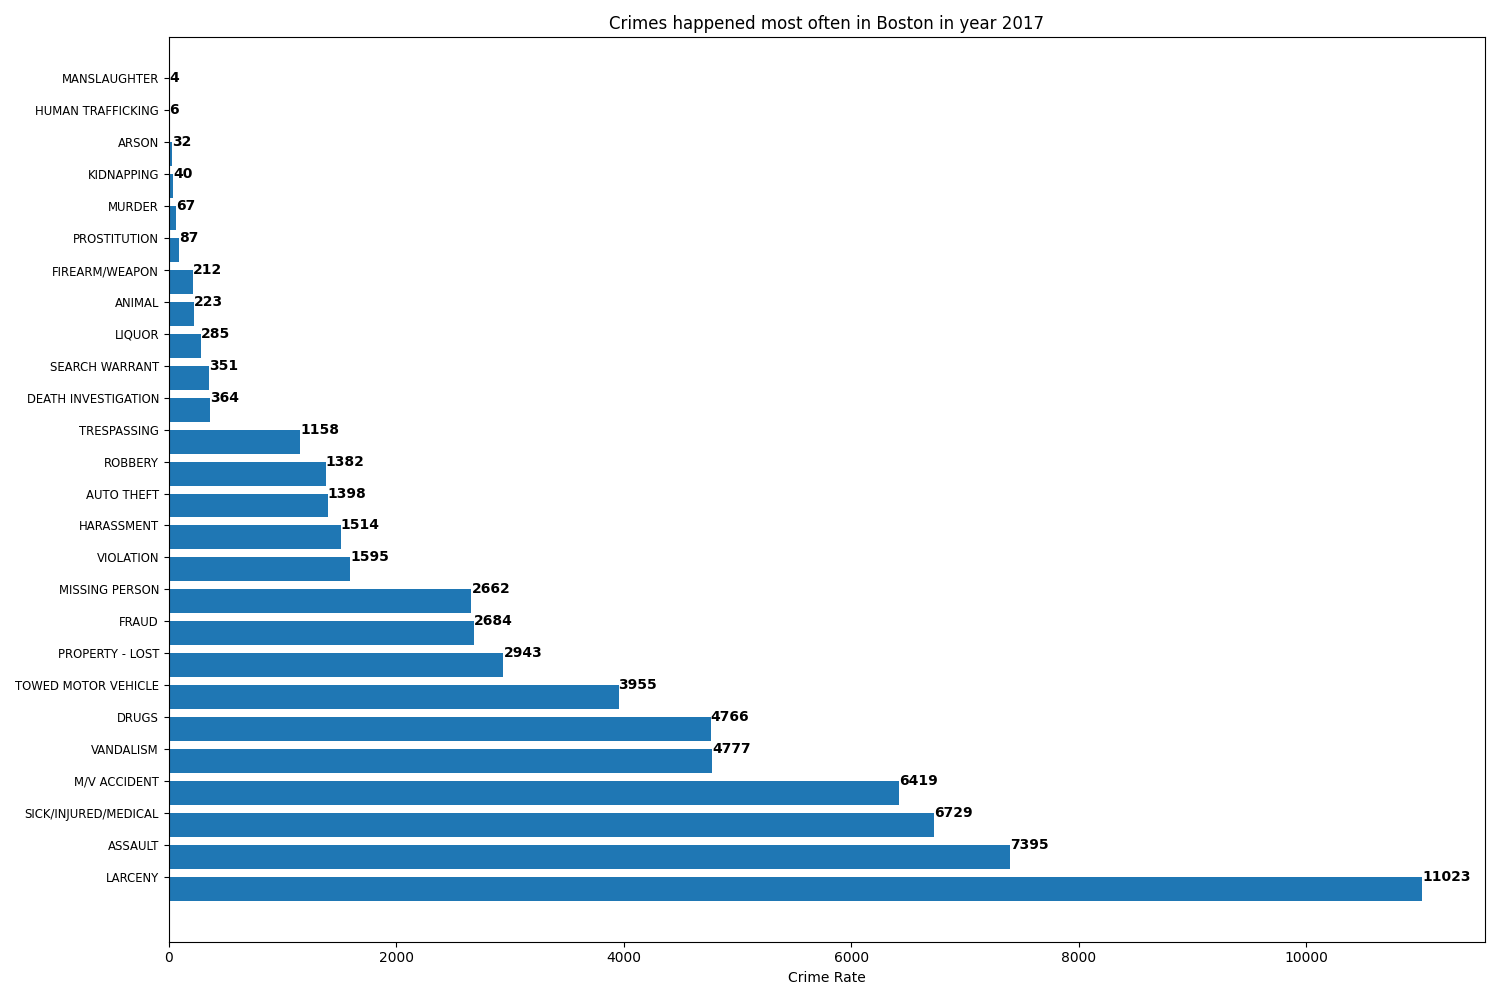 Crimes happened most often in Boston in year 2017
MANSLAUGHTER 4
HUMAN TRAFFICKING 6
ARSON 32
KIDNAPPING 40
MURDER 67
PROSTITUTION 87
FIREARM/WEAPON 212
ANIMAL 223
LIQUOR 285
SEARCH WARRANT 351
DEATH INVESTIGATION 364
TRESPASSING 1158
ROBBERY 1382
AUTO THEFT 1398
HARASSMENT 1514
VIOLATION 1595
MISSING PERSON 2662
FRAUD 2684
PROPERTY - LOST 2943
TOWED MOTOR VEHICLE 3955
DRUGS 4766
VANDALISM 4777
M/V ACCIDENT 6419
SICK/INJURED/MEDICAL 6729
ASSAULT 7395
LARCENY 11023
0 2000 4000 6000 8000 10000
Crime Rate